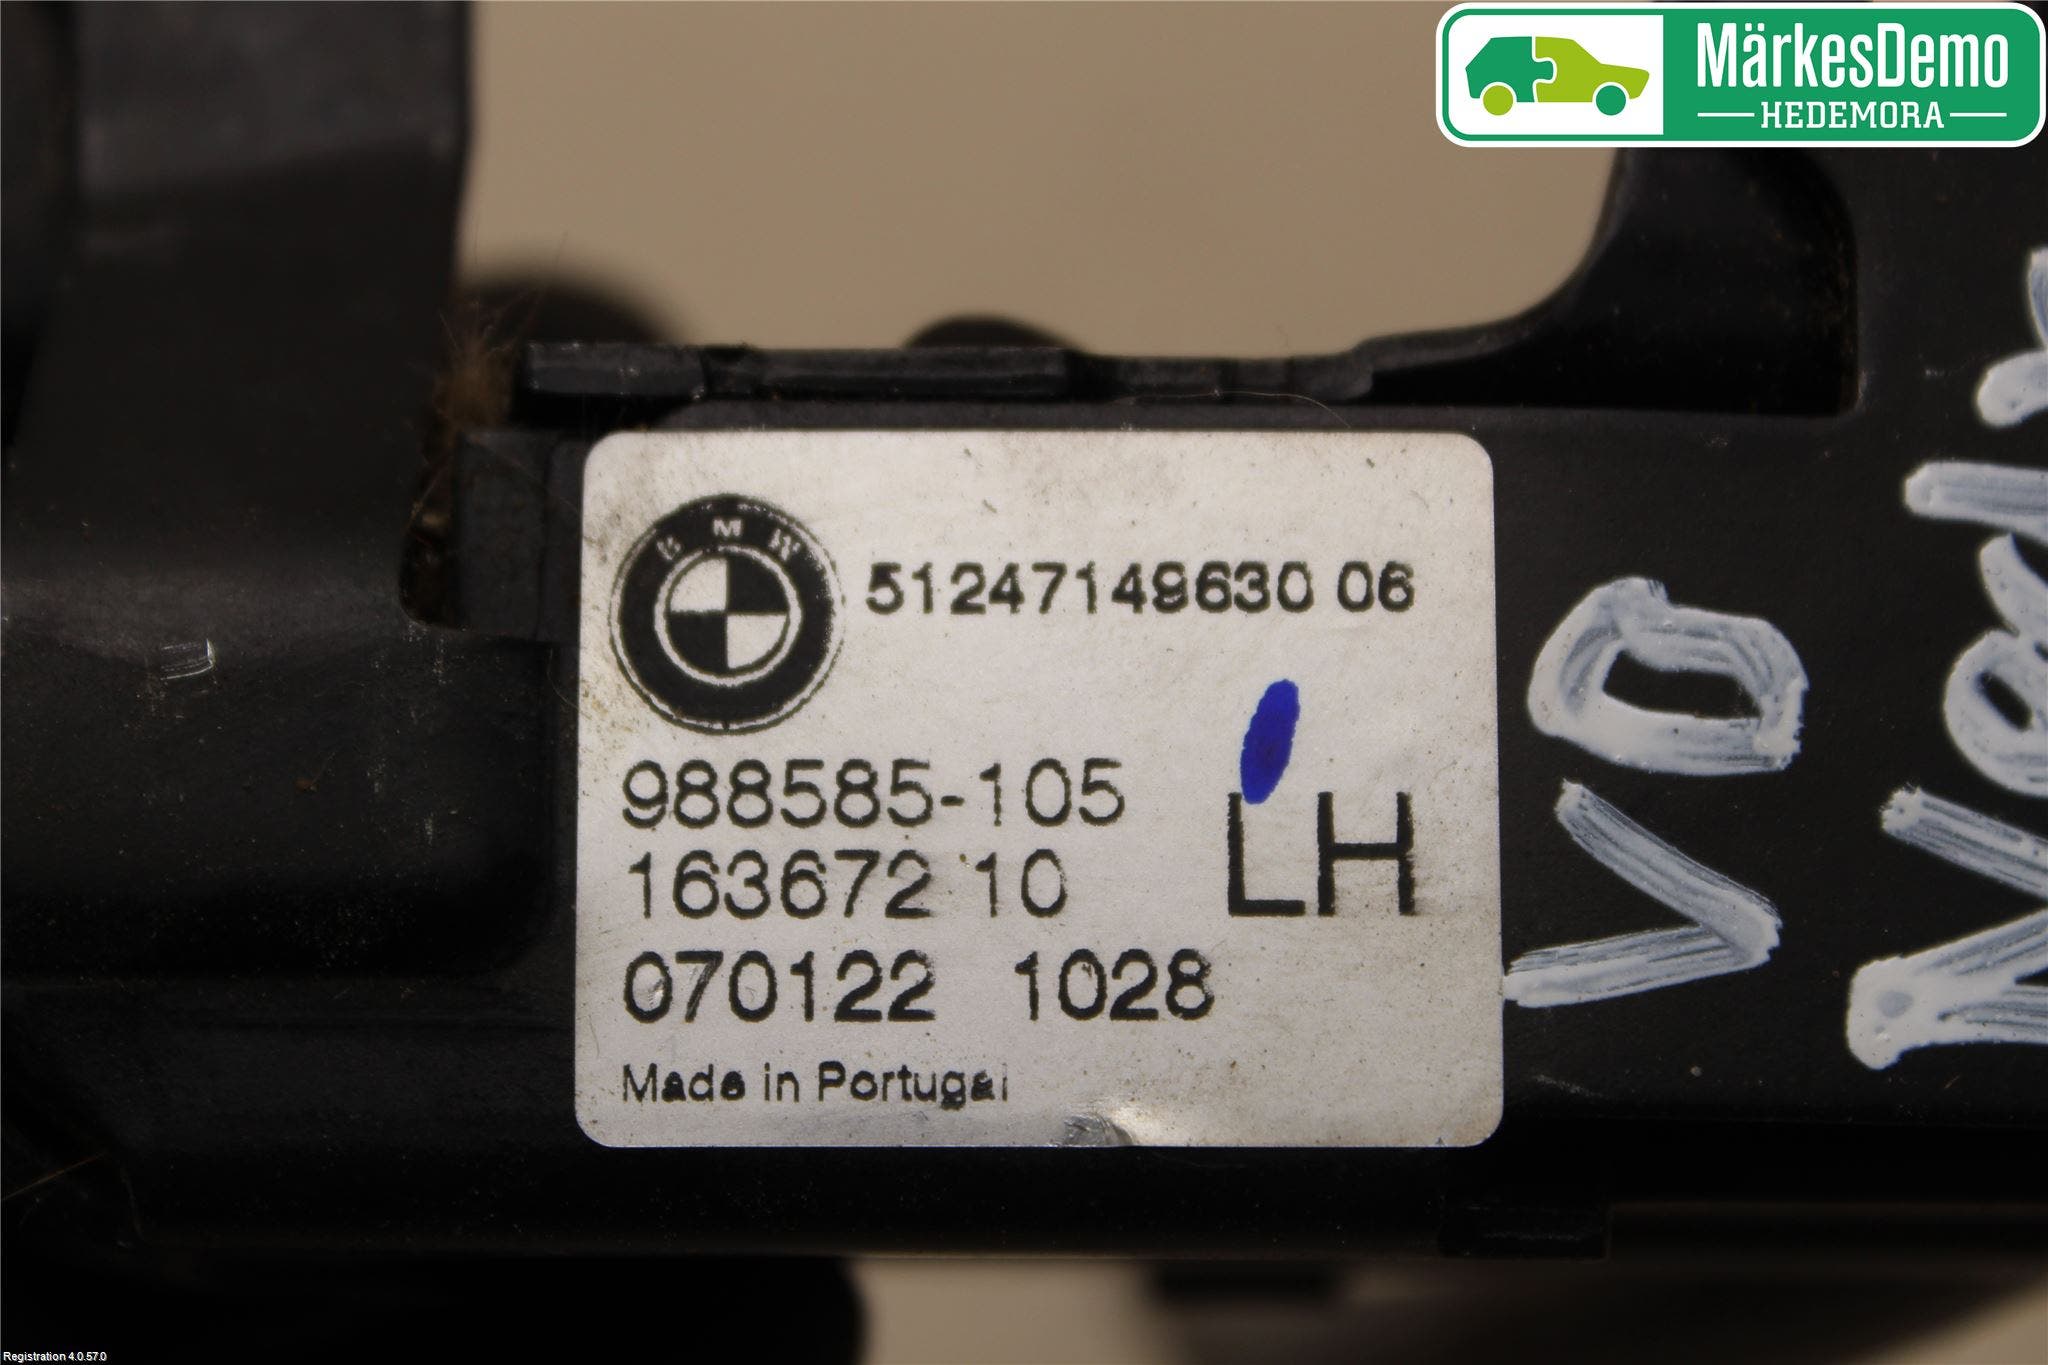 MärkesDemo
HEDEMORA
BMW
51247149630 06
988585-105
163672 10
LH
070122 1028
Made in Portugal
VO
Registration 4.0.57.0